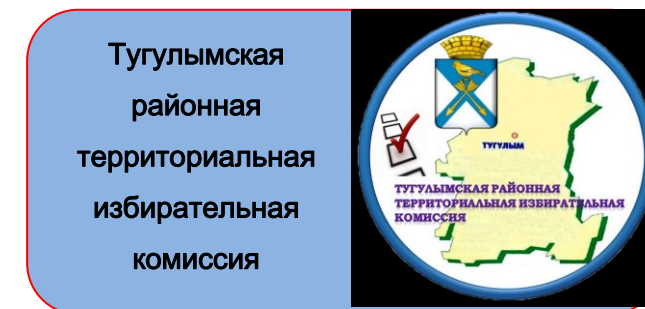 Тугулымская
районная
территориальная
избирательная
комиссия
ТУГУЛЫМ
ТУГУЛЫМСКАЯ РАЙОННАЯ
ТЕРРИТОРИАЛЬНАЯ ИЗБИРАТЕЛЬНАЯ
КОМИССИЯ